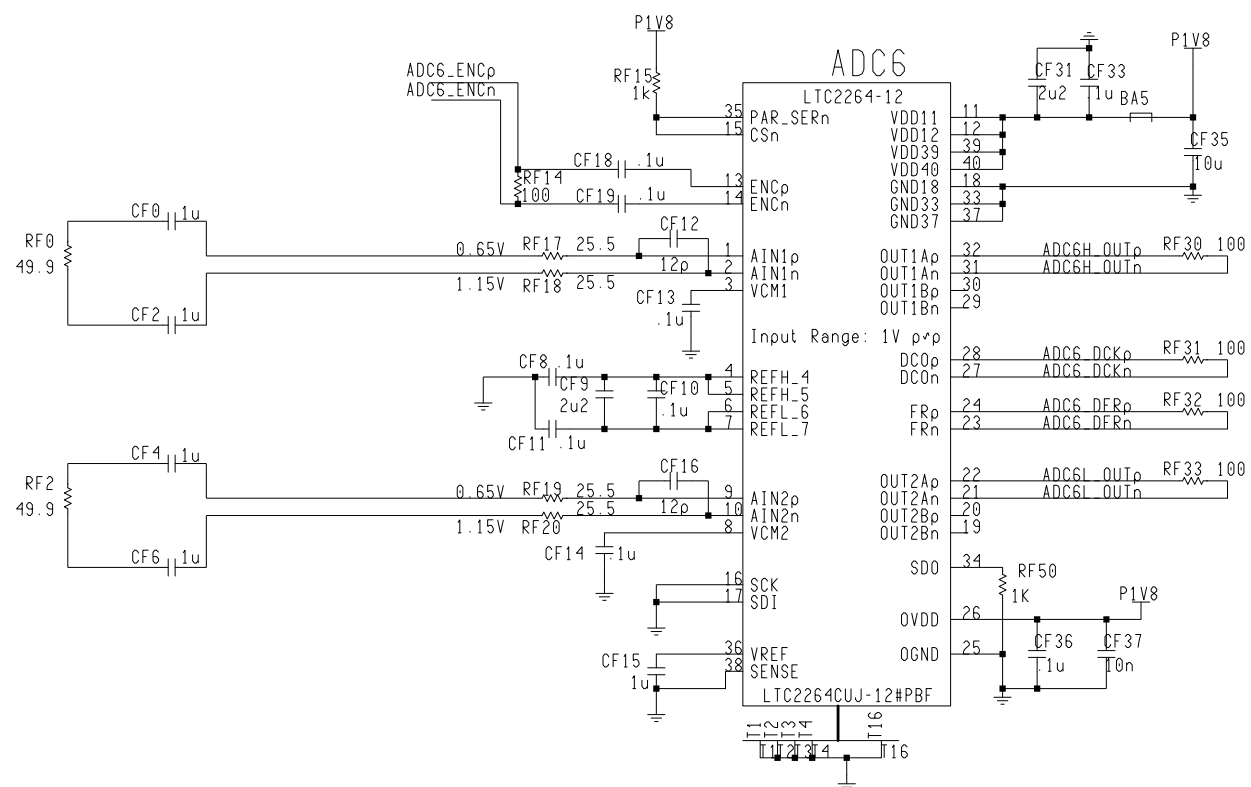 P1V8
ADC6
P1V8
ADC6_ENCp
ADC6_ENCn
RF15
1k
CF31
2u2
CF33
.1u
BA5
LTC2264-12
35 PAR_SERn
15 CSn
VDD11 11
VDD12 12
VDD39 39
VDD40 40
GND18 18
GND33 33
GND37 37
CF35
10u
CF18 .1u
RF14
100
CF19 .1u
13 ENCp
14 ENCn
CF0 1u
RF0
49.9
CF2 1u
0.65V RF17 25.5
1.15V RF18 25.5
CF12
12p
1 AIN1p
2 AIN1n
3 VCM1
CF13
.1u
OUT1Ap 32 ADC6H_OUTp RF30 100
OUT1An 31 ADC6H_OUTn
OUT1Bp 30
OUT1Bn 29
Input Range: 1V p~p
CF8 .1u
CF9
2u2
CF10
.1u
CF11 .1u
4 REFH_4
5 REFH_5
6 REFL_6
7 REFL_7
DCOp 28 ADC6_DCKp RF31 100
DCOn 27 ADC6_DCKn
FRp 24 ADC6_DFRp RF32 100
FRn 23 ADC6_DFRn
CF4 1u
RF2
49.9
CF6 1u
0.65V RF19 25.5
1.15V RF20 25.5
CF16
12p
9 AIN2p
10 AIN2n
8 VCM2
CF14 .1u
OUT2Ap 22 ADC6L_OUTp RF33 100
OUT2An 21 ADC6L_OUTn
OUT2Bp 20
OUT2Bn 19
16 SCK
17 SDI
SDO 34
RF50
1K
P1V8
OVDD 26
OGND 25
CF36
.1u
CF37
10n
CF15
1u
36 VREF
38 SENSE
LTC2264CUJ-12#PBF
T1
T2
T3
T4
T16
T1 T2 T3 T4 T16